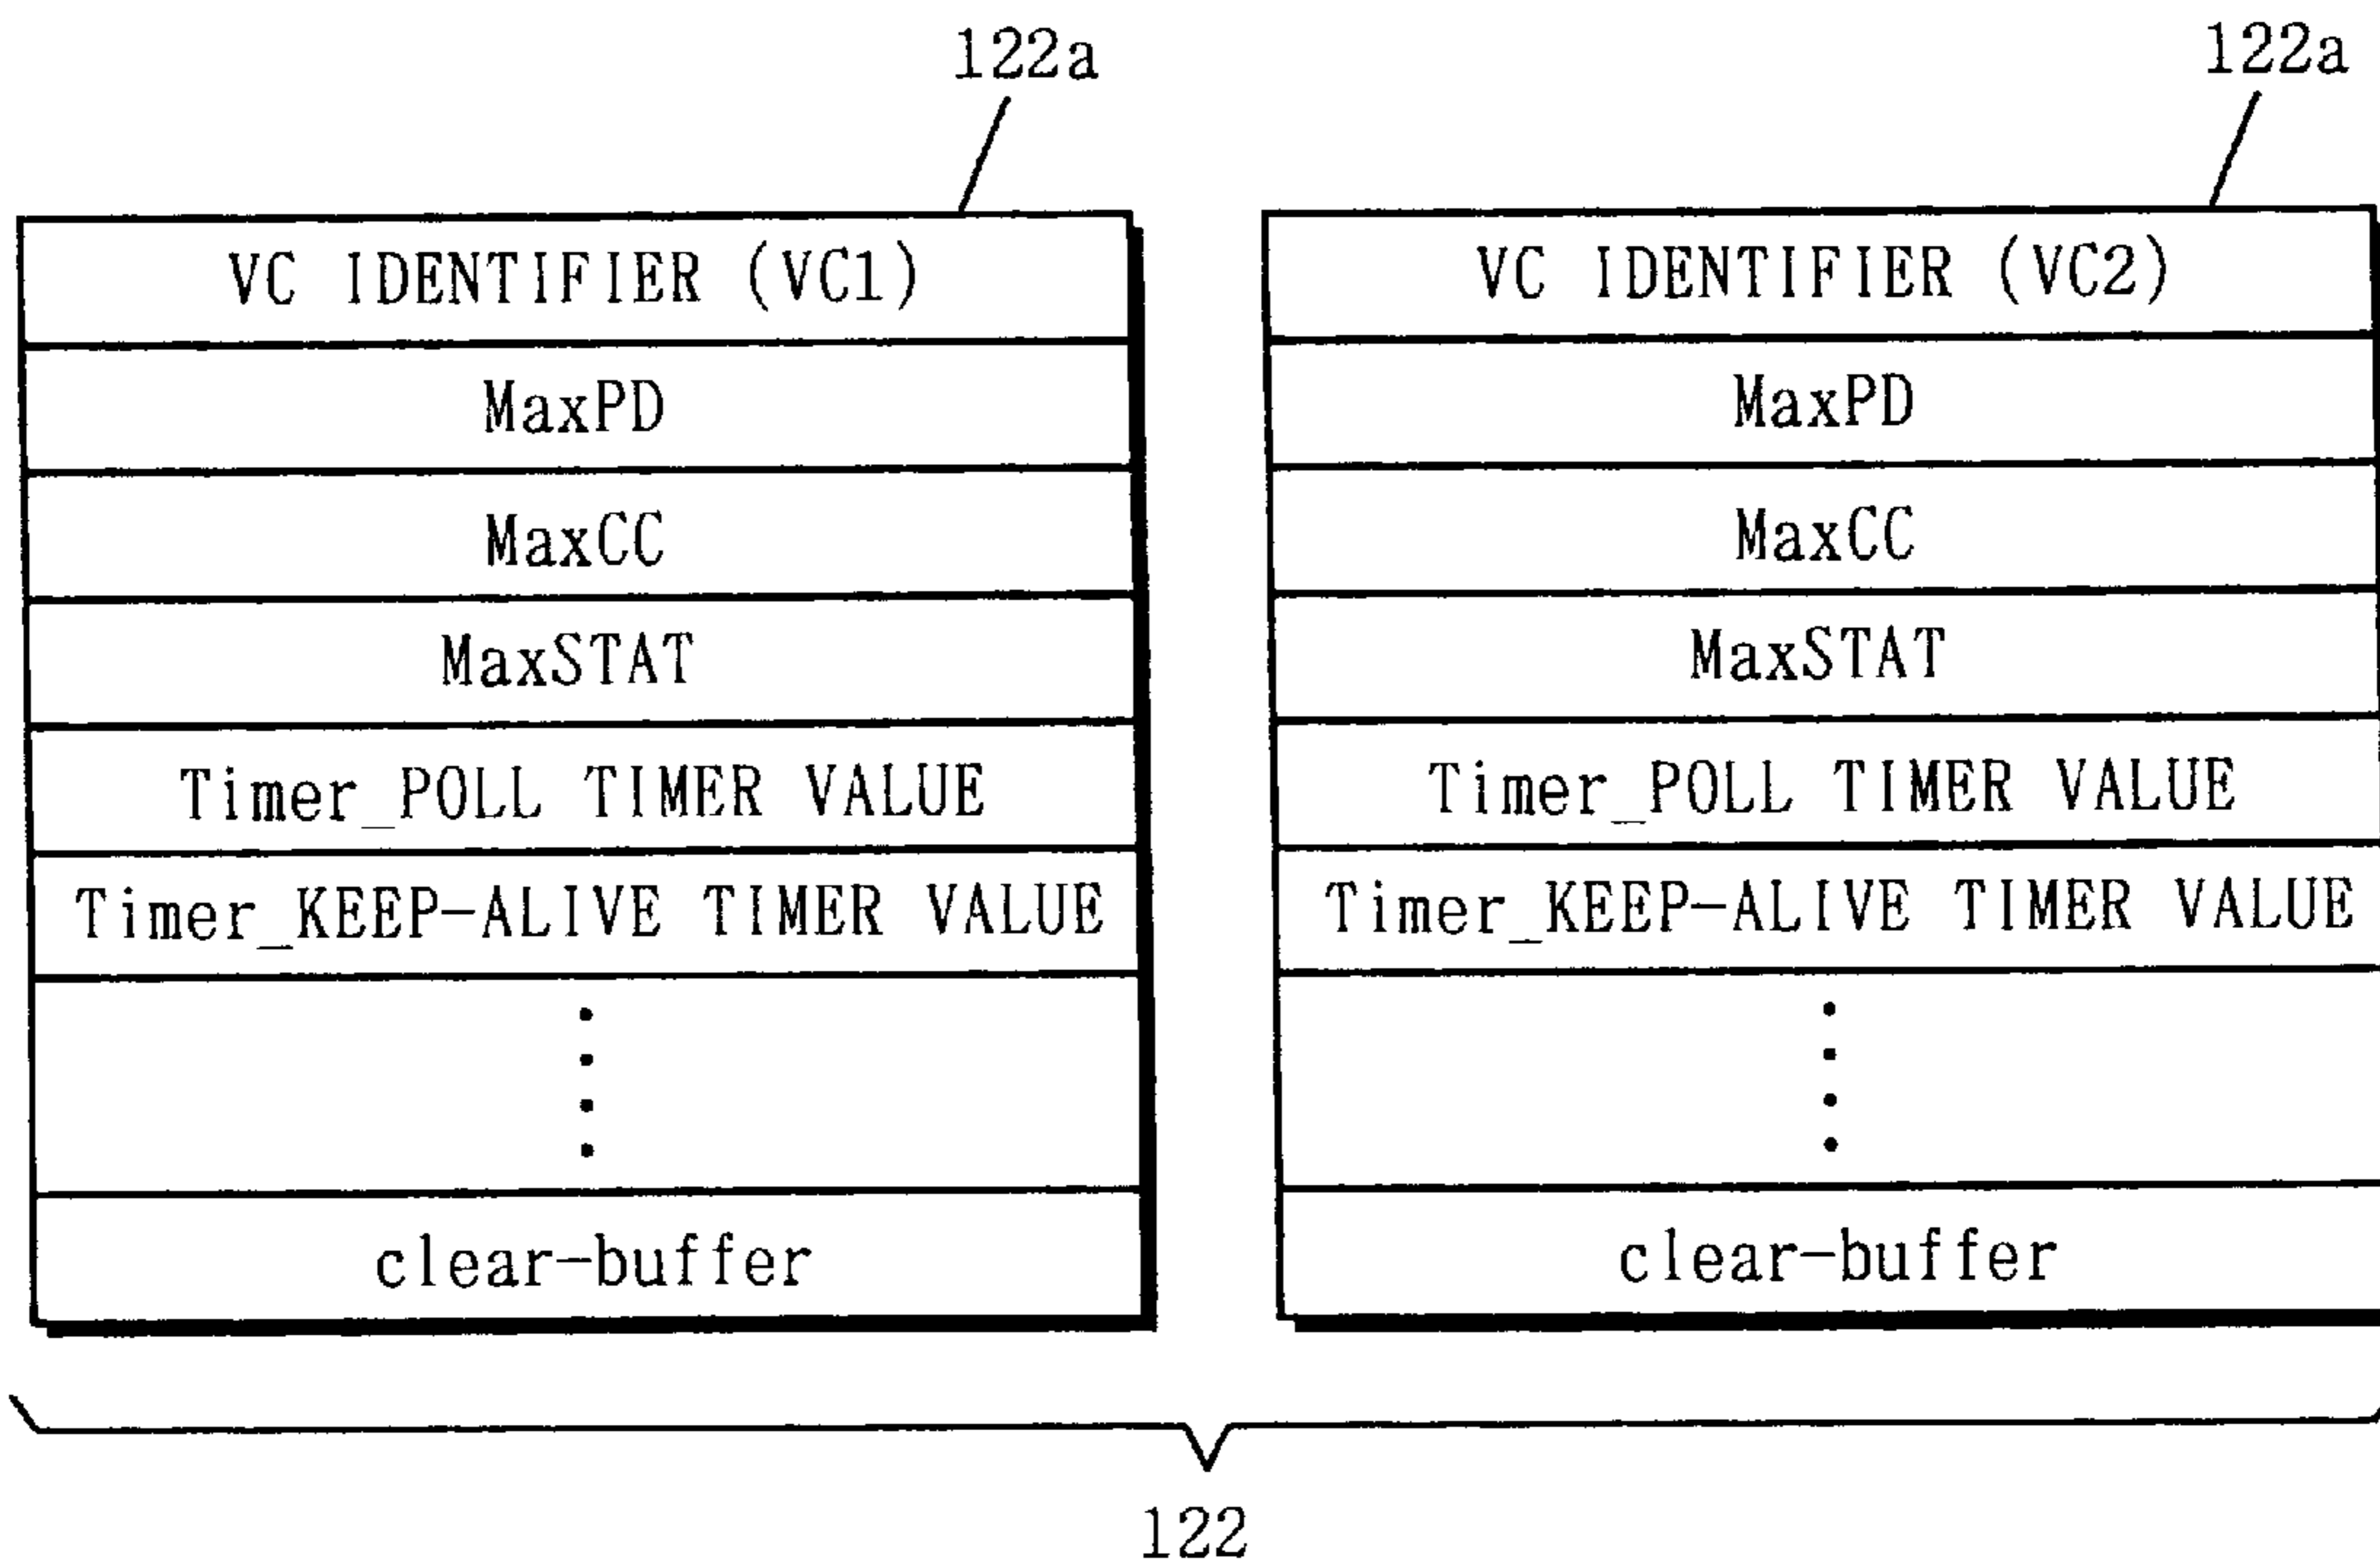 122a
122a
VC IDENTIFIER (VC1)
MaxPD
MaxCC
MaxSTAT
Timer_POLL TIMER VALUE
Timer_KEEP-ALIVE TIMER VALUE
clear-buffer
VC IDENTIFIER (VC2)
MaxPD
MaxCC
MaxSTAT
Timer_POLL TIMER VALUE
Timer_KEEP-ALIVE TIMER VALUE
clear-buffer
122